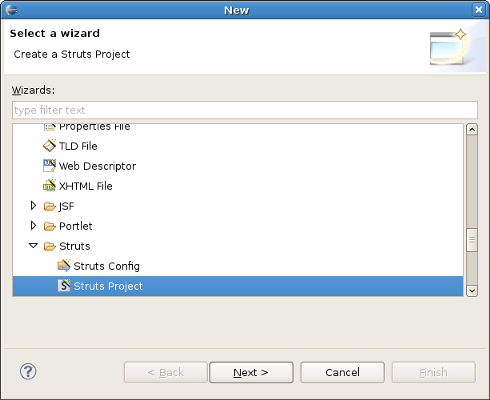 New
Select a wizard
Create a Struts Project
Wizards:
type filter text
Properties File
TLD File
Web Descriptor
XHTML File
JSF
Portlet
Struts
Struts Config
Struts Project
?
< Back
Next >
Cancel
Finish